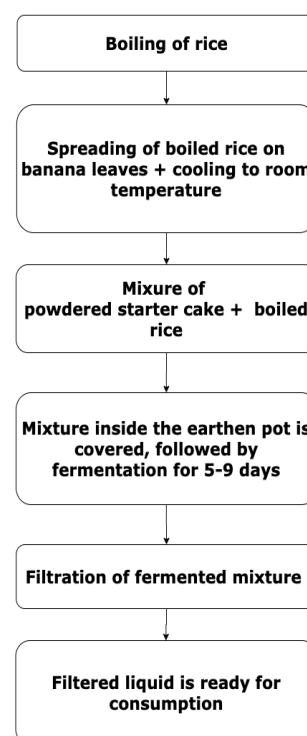 Boiling of rice
Spreading of boiled rice on
banana leaves + cooling to room
temperature
Mixure of
powdered starter cake + boiled
rice
Mixture inside the earthen pot is
covered, followed by
fermentation for 5-9 days
Filtration of fermented mixture
Filtered liquid is ready for
consumption